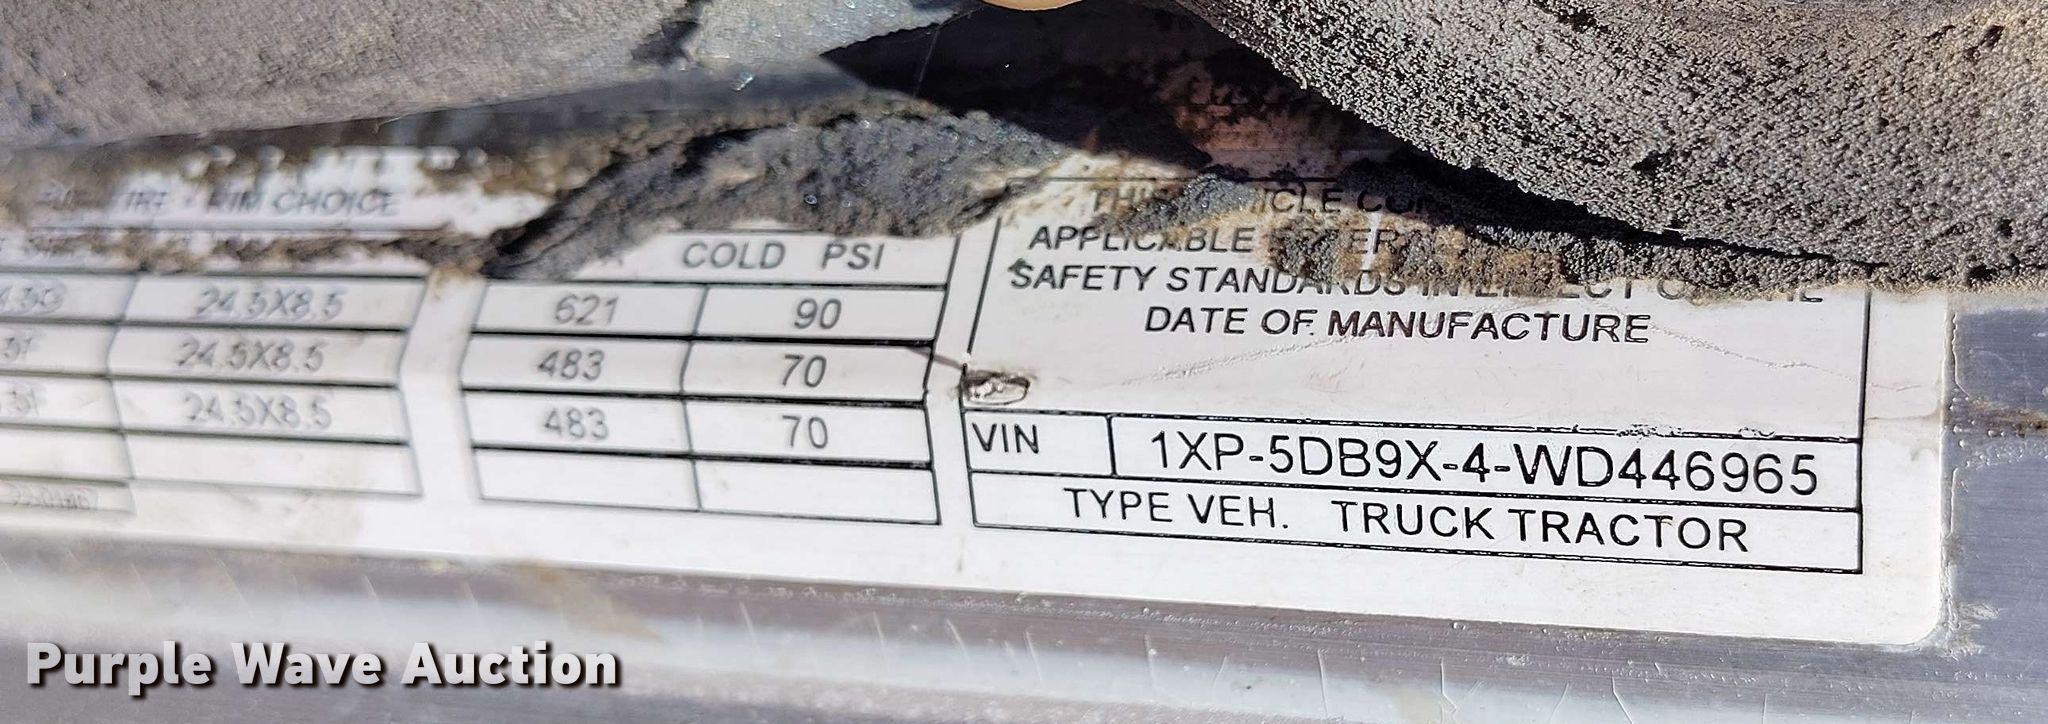 RIM CHOICE
COLD PSI
24.5X8.5 621 90
24.5X8.5 483 70
24.5X8.5 483 70
APPLICABLE
SAFETY STANDARDS IN
DATE OF MANUFACTURE
VIN 1XP-5DB9X-4-WD446965
TYPE VEH. TRUCK TRACTOR
Purple Wave Auction